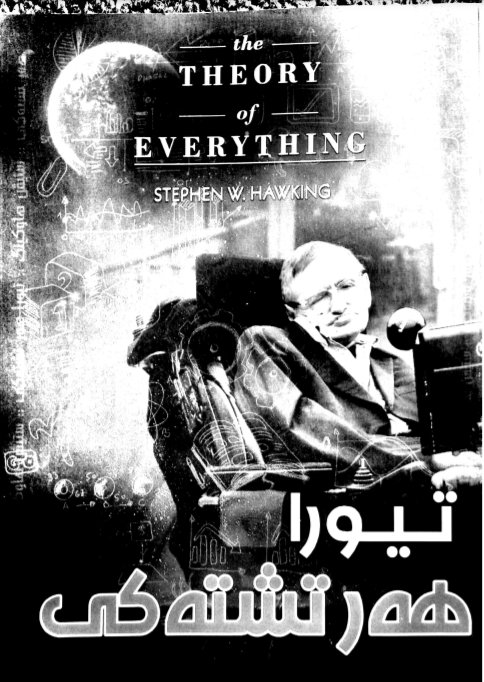 the
THEORY
of
EVERYTHING
STEPHEN W. HAWKING
تیورا
هەر تشتەکی